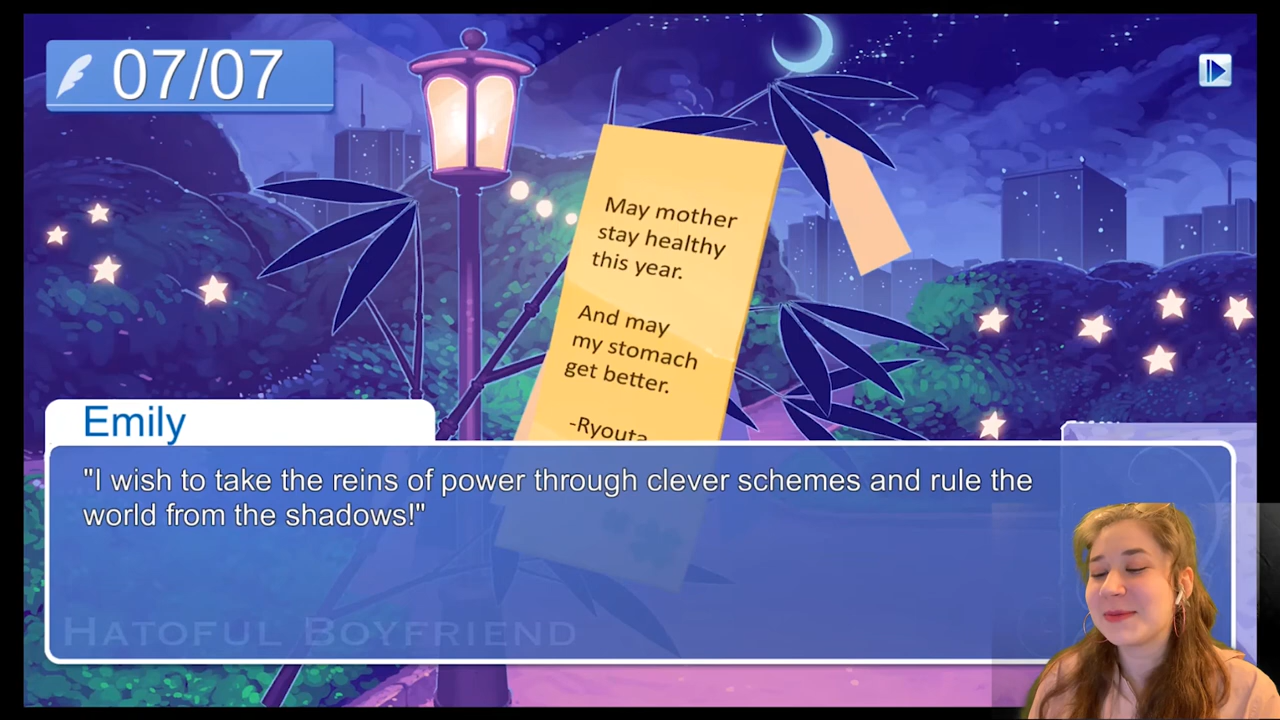 07/07
May mother
stay healthy
this year.
And may
my stomach
get better.
-Ryouta
Emily
"I wish to take the reins of power through clever schemes and rule the
world from the shadows!"
HATOFUL BOYFRIEND